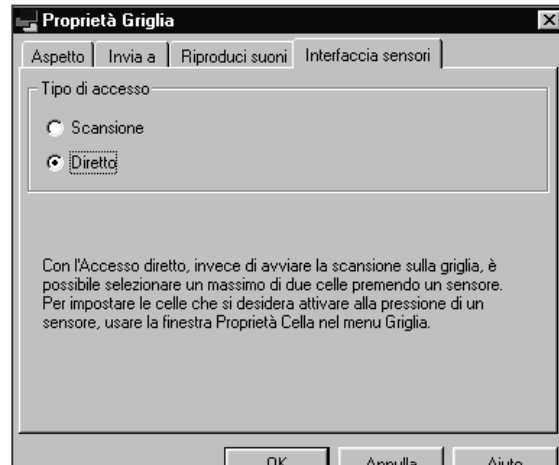 Proprietà Griglia
Aspetto Invia a Riproduci suoni Interfaccia sensori
Tipo di accesso
Scansione
Diretto
Con l'Accesso diretto, invece di avviare la scansione sulla griglia, è
possibile selezionare un massimo di due celle premendo un sensore.
Per impostare le celle che si desidera attivare alla pressione di un
sensore, usare la finestra Proprietà Cella nel menu Griglia.
OK Annulla Aiuto